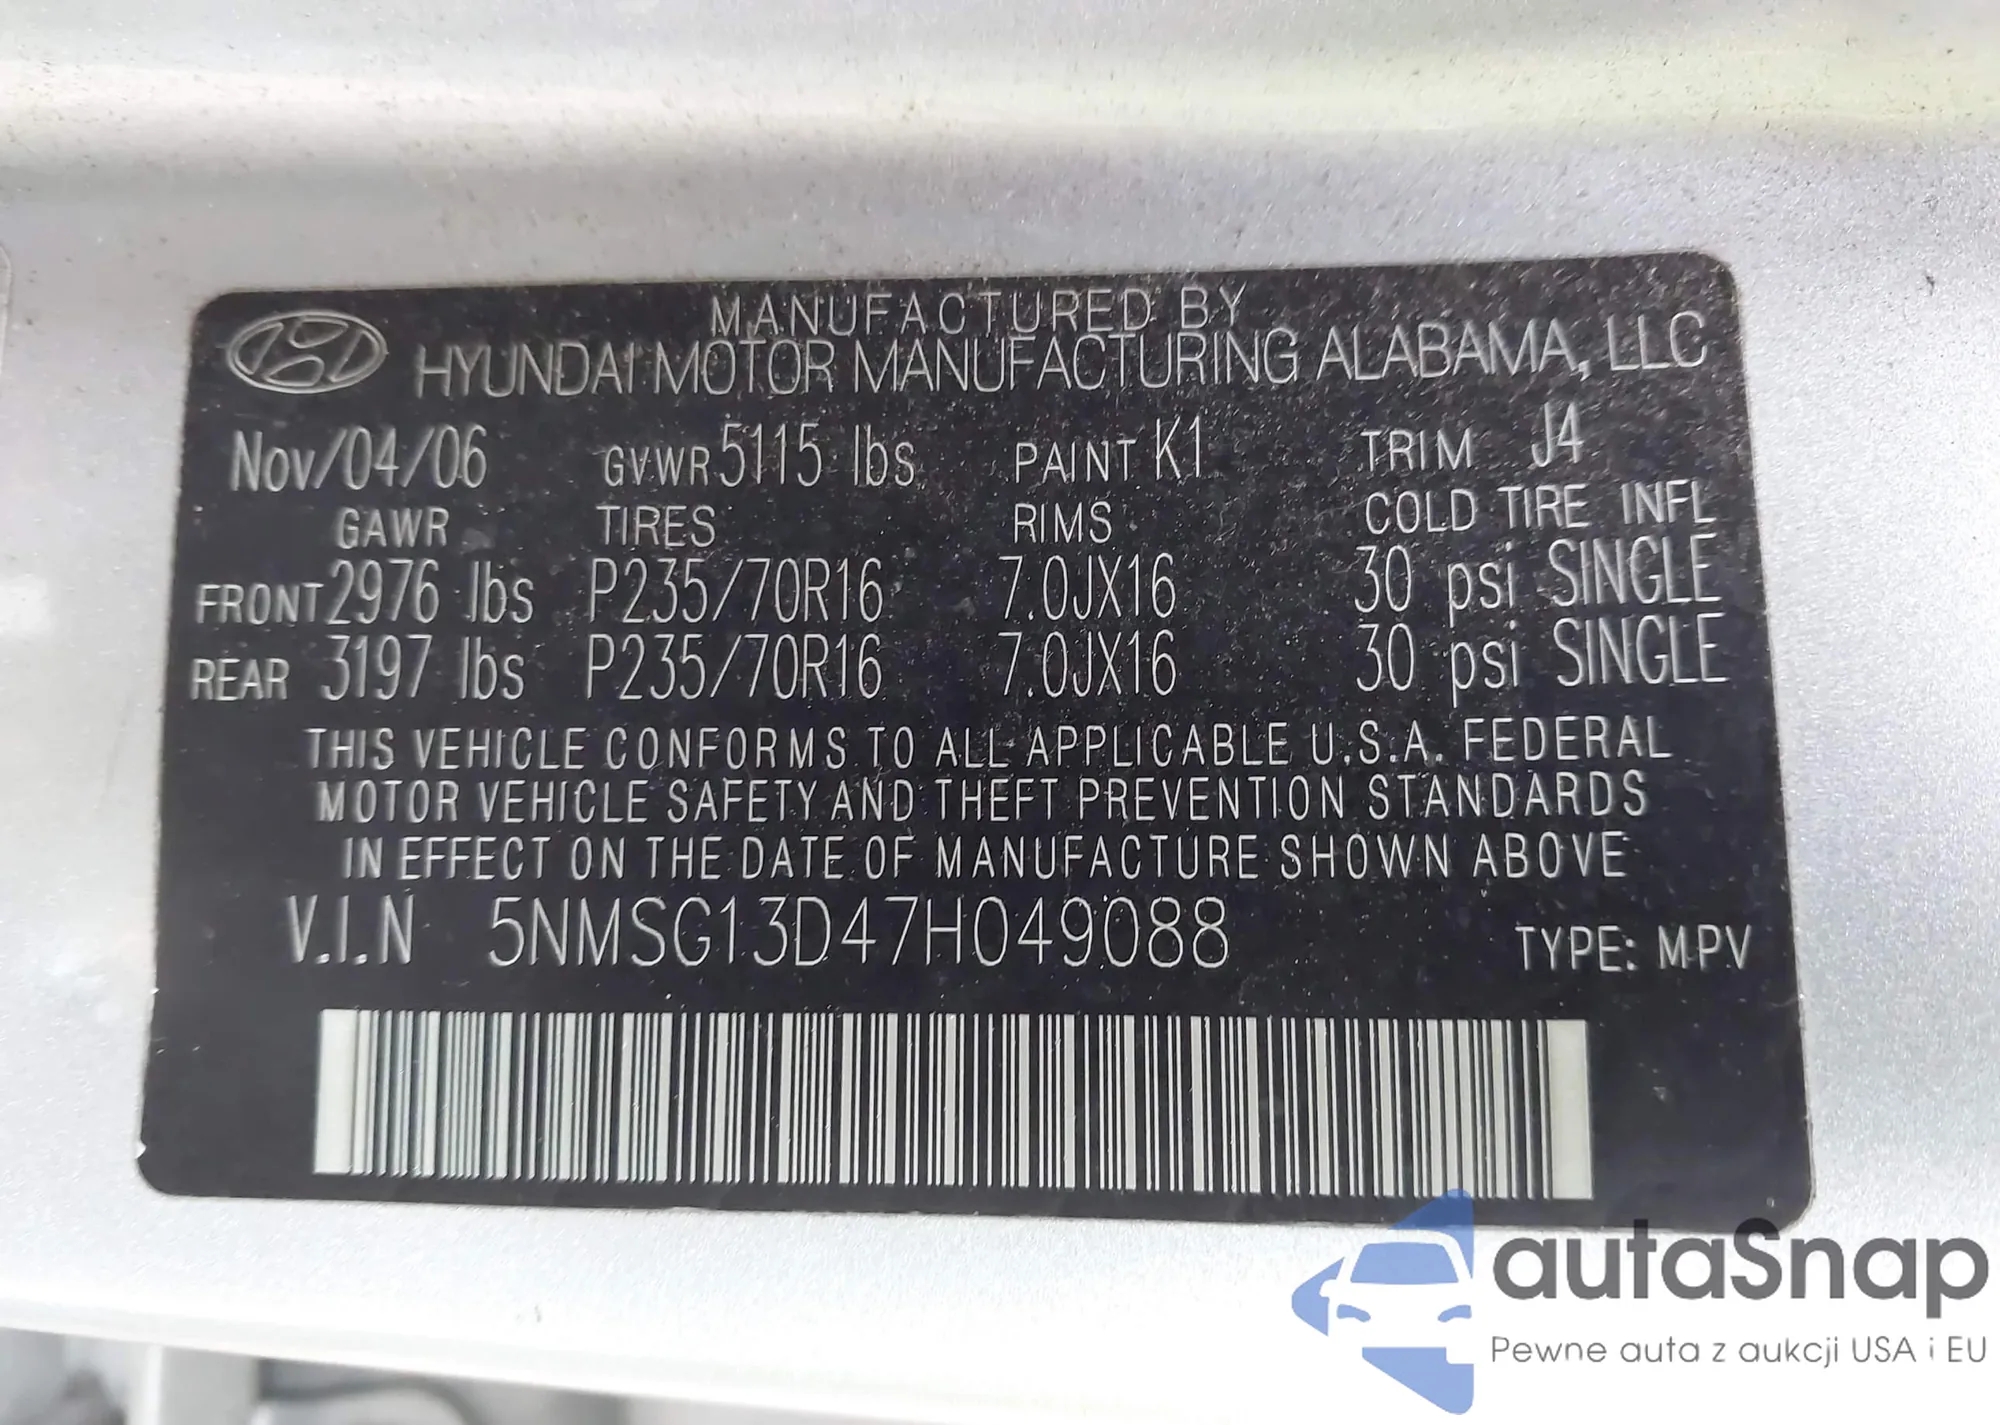 MANUFACTURED BY
HYUNDAI MOTOR MANUFACTURING ALABAMA, LLC
Nov/04/06 GVWR 5115 lbs PAINT K1 TRIM J4
GAWR TIRES RIMS COLD TIRE INFL
FRONT 2976 lbs P235/70R16 7.0JX16 30 psi SINGLE
REAR 3197 lbs P235/70R16 7.0JX16 30 psi SINGLE
THIS VEHICLE CONFORMS TO ALL APPLICABLE U.S.A. FEDERAL
MOTOR VEHICLE SAFETY AND THEFT PREVENTION STANDARDS
IN EFFECT ON THE DATE OF MANUFACTURE SHOWN ABOVE
V.I.N 5NMSG13D47H049088 TYPE: MPV
autaSnap
Pewne auta z aukcji USA i EU